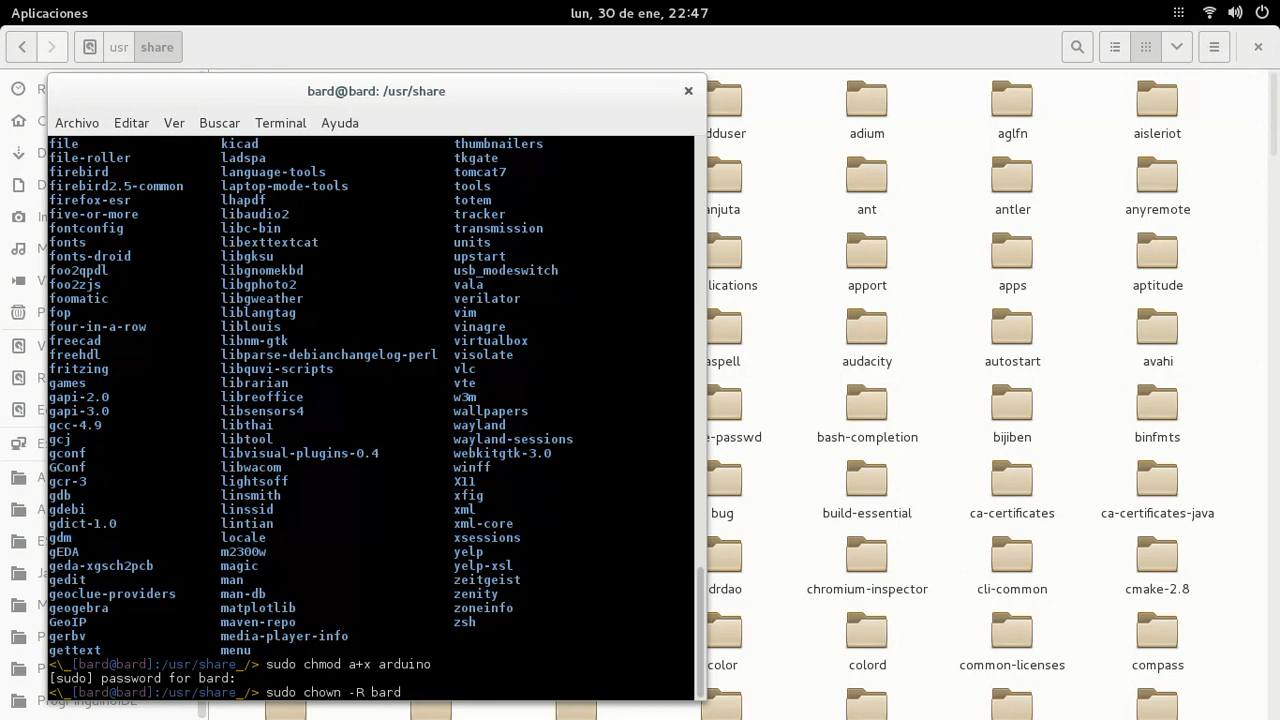 Aplicaciones
lun, 30 de ene, 22:47
usr
share
bard@bard: /usr/share
Archivo Editar Ver Buscar Terminal Ayuda
file kicad thumbnailers
file-roller ladspa tkgate
firebird language-tools tomcat7
firebird2.5-common laptop-mode-tools tools
firefox-esr lhapdf totem
five-or-more libaudio2 tracker
fontconfig libc-bin transmission
fonts libexttextcat units
fonts-droid libgksu upstart
foo2qpdl libgnomekbd usb_modeswitch
foo2zjs libgphoto2 vala
foomatic libgweather verilator
fop liblangtag vim
four-in-a-row liblouis vinagre
freecad libnm-gtk virtualbox
freehdl libparse-debianchangelog-perl visolate
fritzing libquvi-scripts vlc
games librarian vte
gapi-2.0 libreoffice w3m
gapi-3.0 libsensors4 wallpapers
gcc-4.9 libthai wayland
gcj libtool wayland-sessions
gconf libvisual-plugins-0.4 webkitgtk-3.0
GConf libwacom winff
gcr-3 lightsoff X11
gdb linsmith xfig
gdebi linssid xml
gdict-1.0 lintian xml-core
gdm locale xsessions
gEDA m2300w yelp
geda-xgsch2pcb magic yelp-xsl
gedit man zeitgeist
geoclue-providers man-db zenity
geogebra matplotlib zoneinfo
GeoIP maven-repo zsh
gerbv media-player-info
gettext menu
<\_[bard@bard]:/usr/share_/> sudo chmod a+x arduino
[sudo] password for bard:
<\_[bard@bard]:/usr/share_/> sudo chown -R bard
dduser adium aglfn aisleriot
njuta ant antler anyremote
lications apport apps aptitude
aspell audacity autostart avahi
e-passwd bash-completion bijiben binfmts
bug build-essential ca-certificates ca-certificates-java
drdao chromium-inspector cli-common cmake-2.8
color colord common-licenses compass